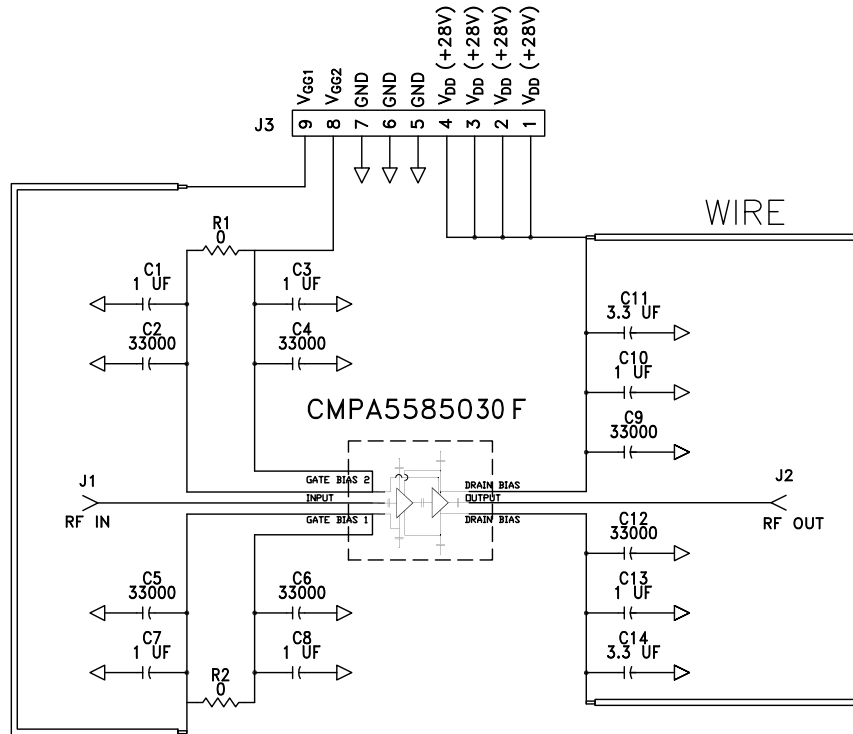 VGG1
VGG2
GND
GND
GND
VDD (+28V)
VDD (+28V)
VDD (+28V)
VDD (+28V)
J3
9 8 7 6 5 4 3 2 1
WIRE
R1
0
C1
1 UF
C3
1 UF
C2
33000
C4
33000
C11
3.3 UF
C10
1 UF
C9
33000
CMPA5585030 F
J1
RF IN
GATE BIAS 2
INPUT
GATE BIAS 1
DRAIN BIAS
OUTPUT
DRAIN BIAS
J2
RF OUT
C12
33000
C5
33000
C6
33000
C13
1 UF
C7
1 UF
C8
1 UF
C14
3.3 UF
R2
0